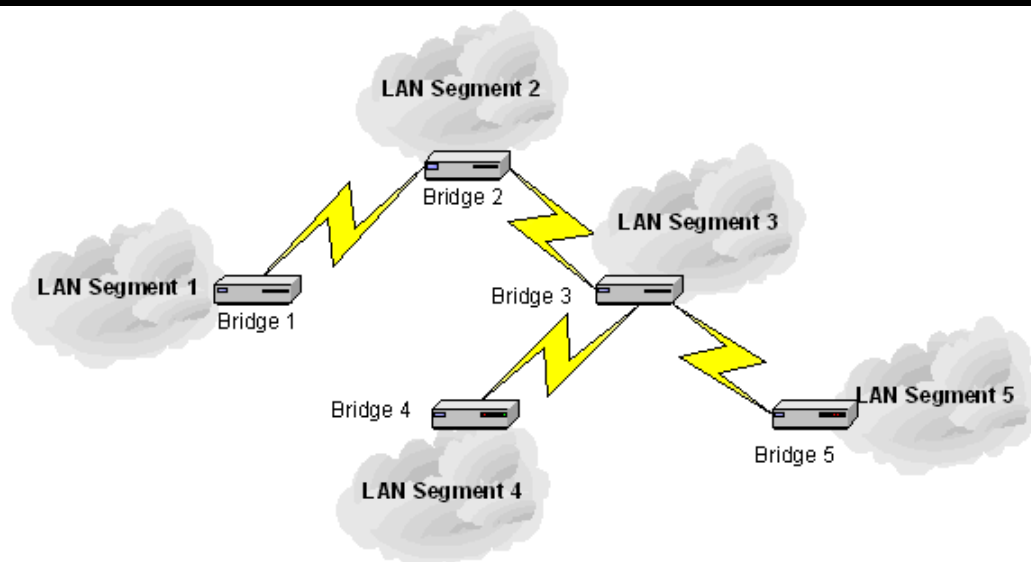 LAN Segment 2
Bridge 2
LAN Segment 3
LAN Segment 1
Bridge 3
Bridge 1
Bridge 4
LAN Segment 5
Bridge 5
LAN Segment 4